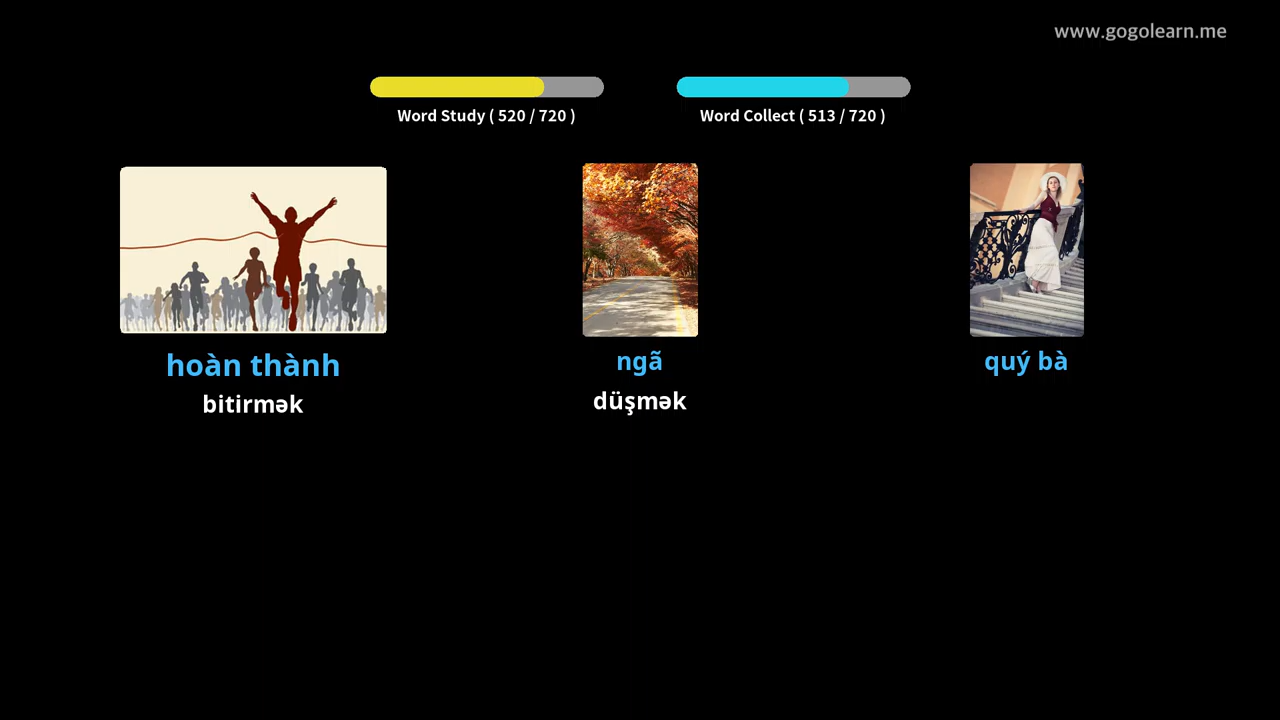 www.gogolearn.me
Word Study ( 520 / 720 )
Word Collect ( 513 / 720 )
hoàn thành
bitirmək
ngã
düşmək
quý bà